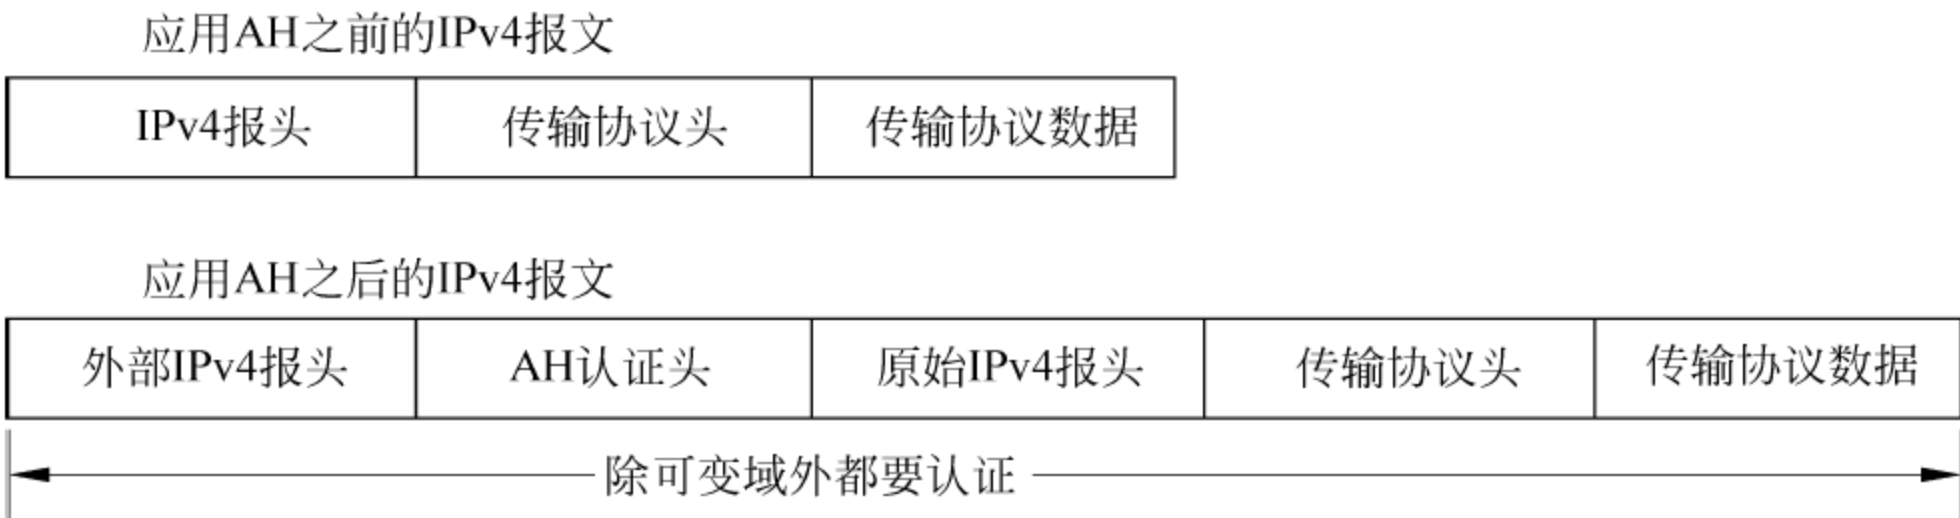 应用AH之前的IPv4报文
IPv4报头 传输协议头 传输协议数据
应用AH之后的IPv4报文
外部IPv4报头 AH认证头 原始IPv4报头 传输协议头 传输协议数据
除可变域外都要认证